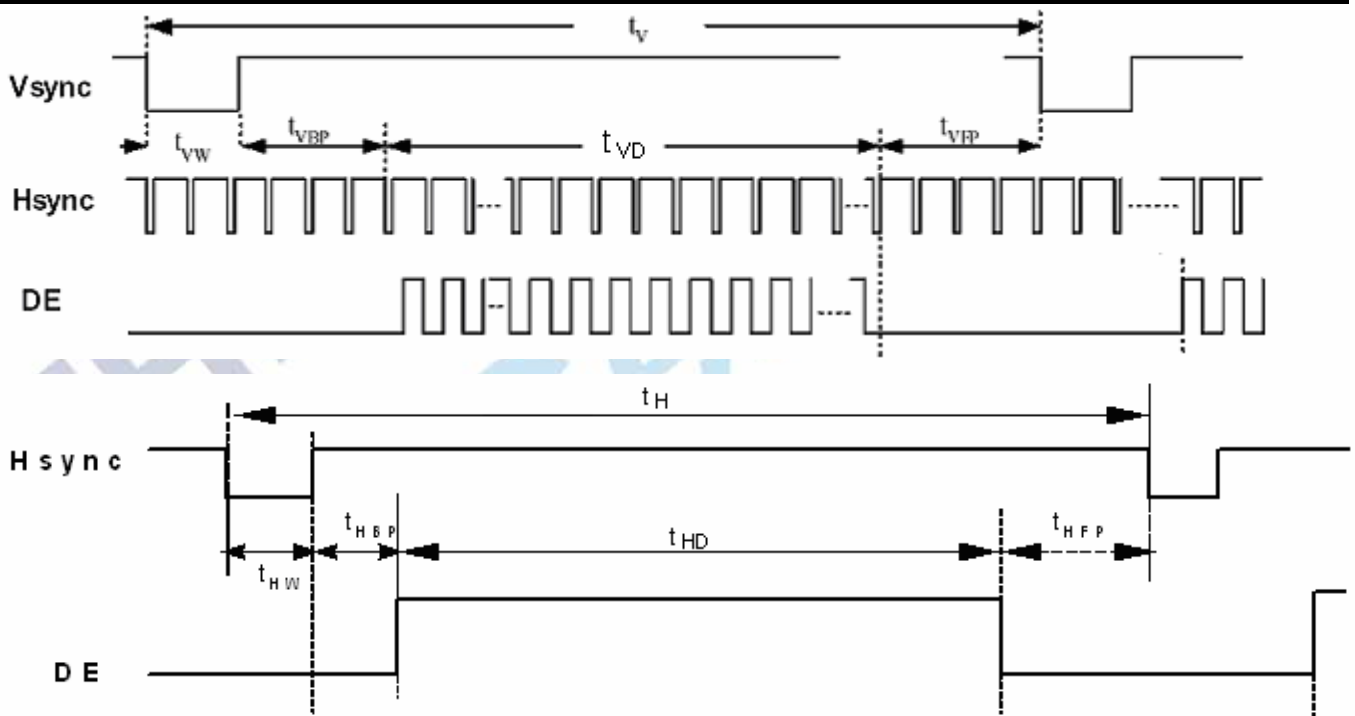 tV
Vsync
tVW tVBP tVD tVFP
Hsync
DE
tH
Hsync
tHBP tHD tHFP
tHW
DE